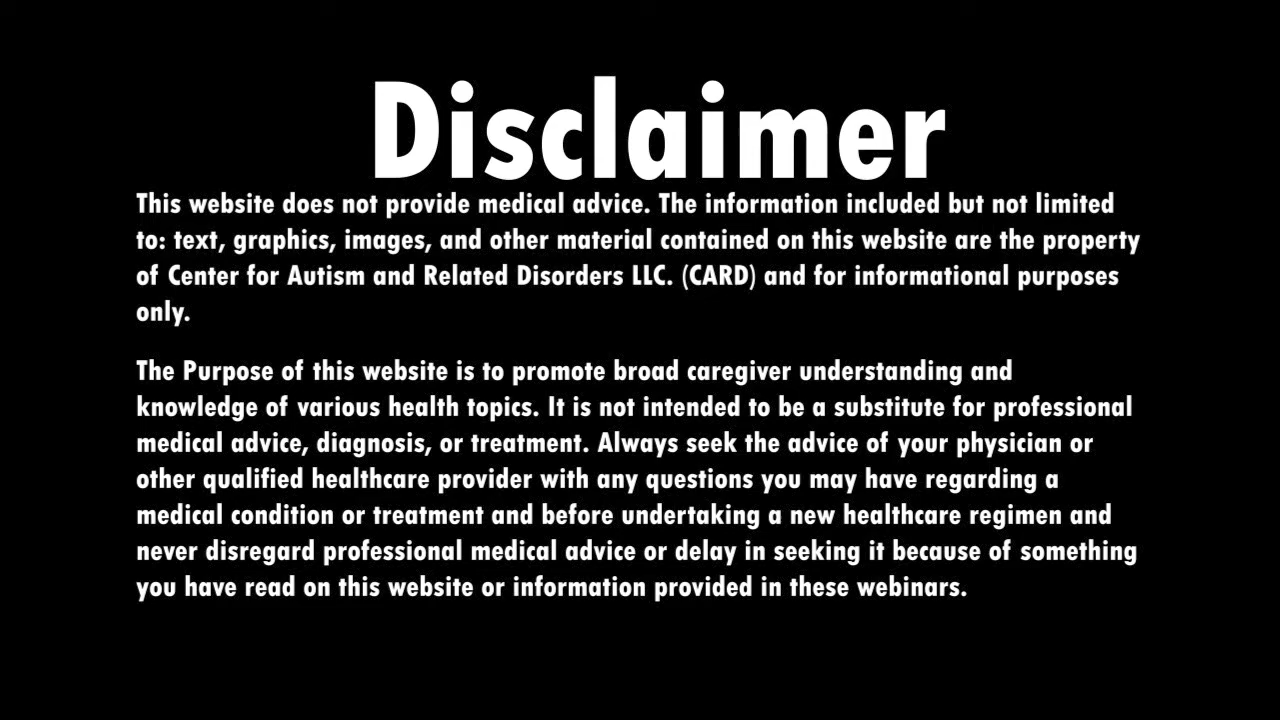 Disclaimer
This website does not provide medical advice. The information included but not limited
to: text, graphics, images, and other material contained on this website are the property
of Center for Autism and Related Disorders LLC. (CARD) and for informational purposes
only.
The Purpose of this website is to promote broad caregiver understanding and
knowledge of various health topics. It is not intended to be a substitute for professional
medical advice, diagnosis, or treatment. Always seek the advice of your physician or
other qualified healthcare provider with any questions you may have regarding a
medical condition or treatment and before undertaking a new healthcare regimen and
never disregard professional medical advice or delay in seeking it because of something
you have read on this website or information provided in these webinars.